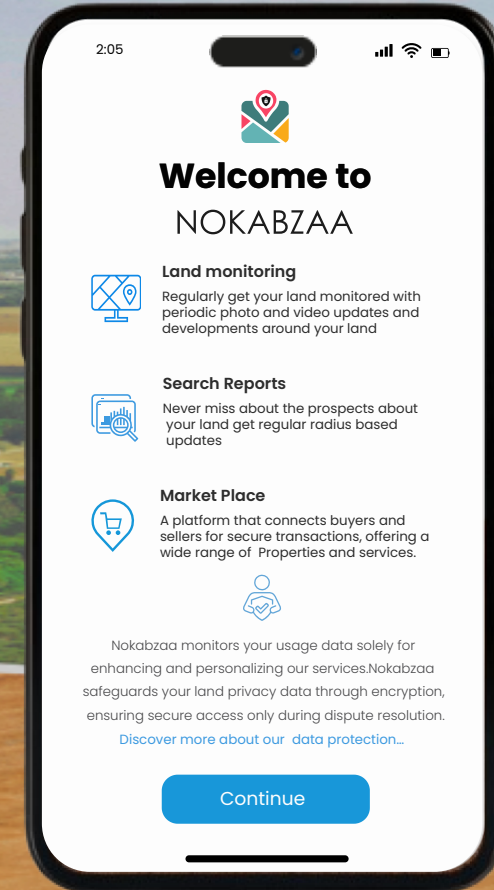 2:05
Welcome to
NOKABZAA
Land monitoring
Regularly get your land monitored with
periodic photo and video updates and
developments around your land
Search Reports
Never miss about the prospects about
your land get regular radius based
updates
Market Place
A platform that connects buyers and
sellers for secure transactions, offering a
wide range of Properties and services.
Nokabzaa monitors your usage data solely for
enhancing and personalizing our services.Nokabzaa
safeguards your land privacy data through encryption,
ensuring secure access only during dispute resolution.
Discover more about our data protection...
Continue